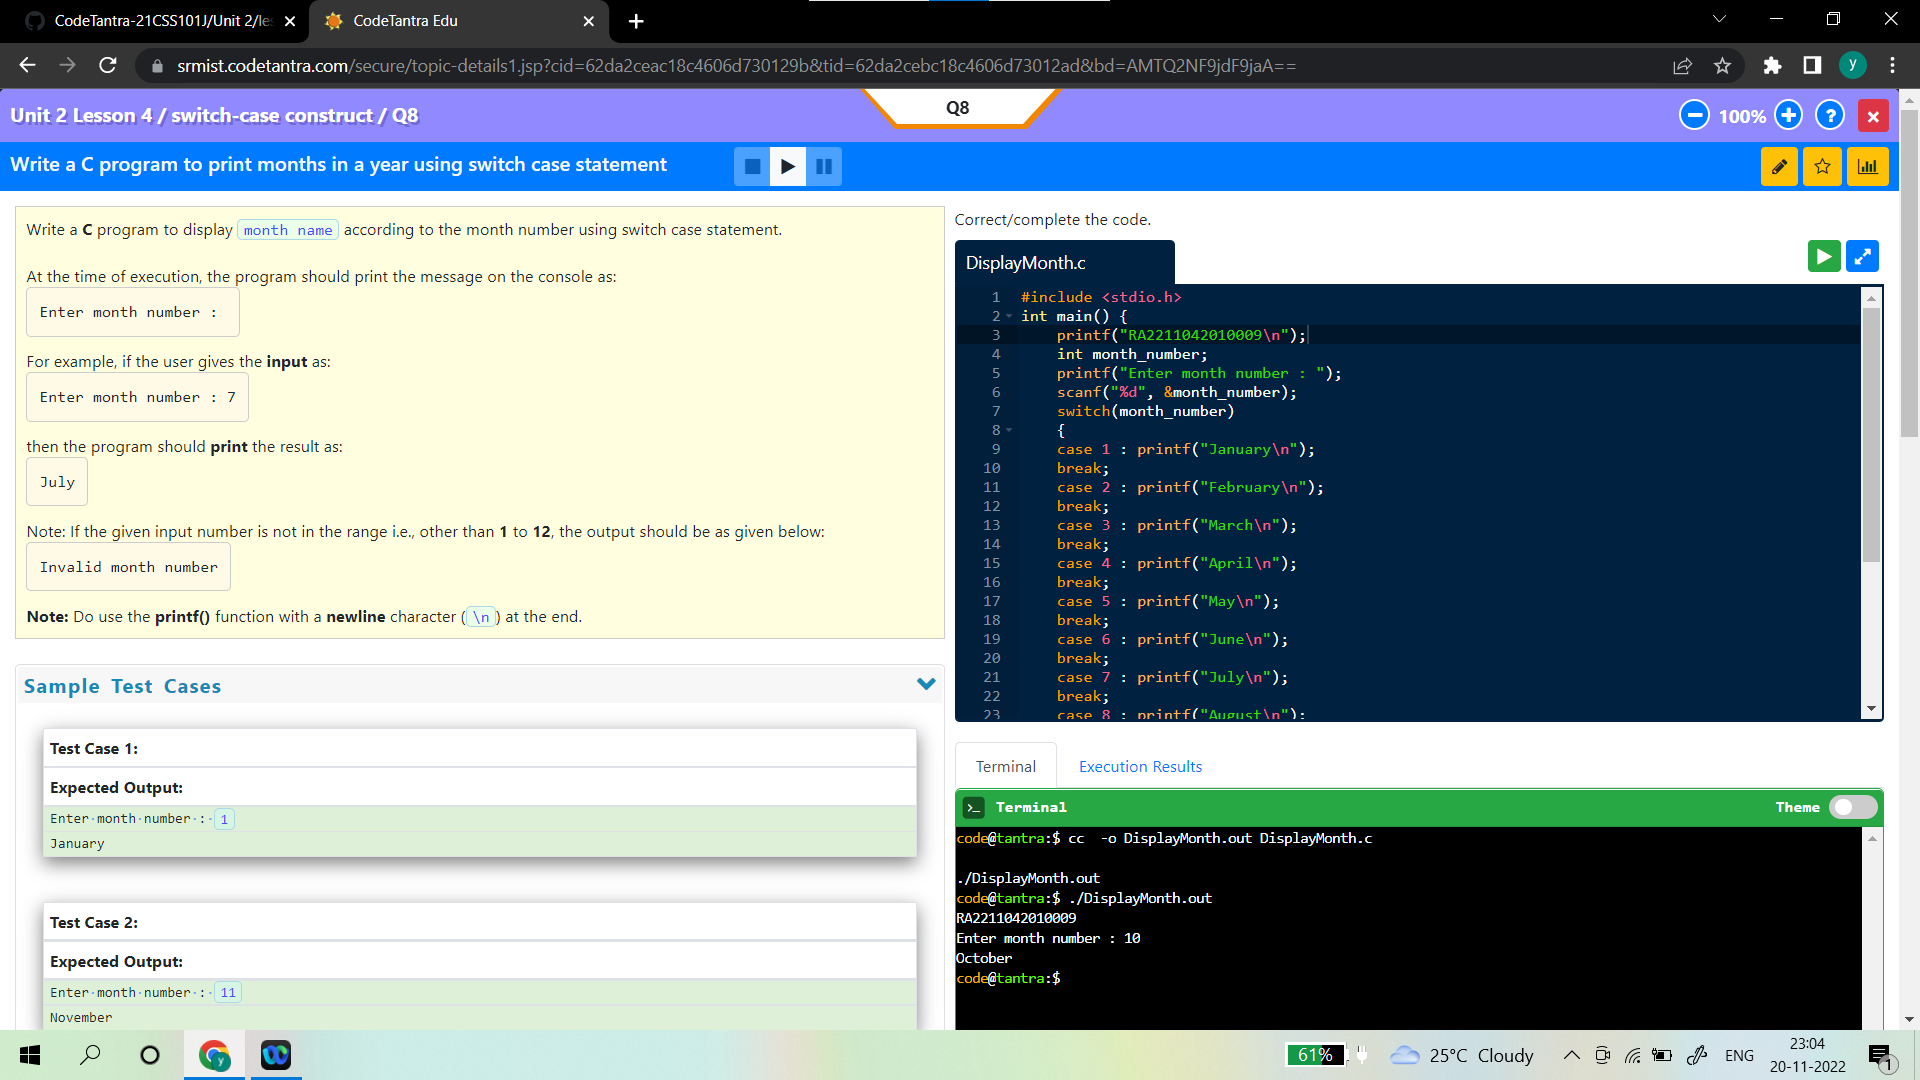 CodeTantra-21CSS101J/Unit 2/les
CodeTantra Edu
srmist.codetantra.com/secure/topic-details1.jsp?cid=62da2ceac18c4606d730129b&tid=62da2cebc18c4606d73012ad&bd=AMTQ2NF9jdF9jaA==
y
Unit 2 Lesson 4 / switch-case construct / Q8
Q8
100%
?
Write a C program to print months in a year using switch case statement
Write a C program to display month name according to the month number using switch case statement.
At the time of execution, the program should print the message on the console as:
Enter month number :
For example, if the user gives the input as:
Enter month number : 7
then the program should print the result as:
July
Note: If the given input number is not in the range i.e., other than 1 to 12, the output should be as given below:
Invalid month number
Note: Do use the printf() function with a newline character ( \n ) at the end.
Sample Test Cases
Test Case 1:
Expected Output:
Enter·month·number·:· 1
January
Test Case 2:
Expected Output:
Enter·month·number·:· 11
November
Correct/complete the code.
DisplayMonth.c
1 #include <stdio.h>
2 int main() {
3 printf("RA2211042010009\n");
4 int month_number;
5 printf("Enter month number : ");
6 scanf("%d", &month_number);
7 switch(month_number)
8 {
9 case 1 : printf("January\n");
10 break;
11 case 2 : printf("February\n");
12 break;
13 case 3 : printf("March\n");
14 break;
15 case 4 : printf("April\n");
16 break;
17 case 5 : printf("May\n");
18 break;
19 case 6 : printf("June\n");
20 break;
21 case 7 : printf("July\n");
22 break;
23 case 8 : printf("August\n");
Terminal
Execution Results
>_ Terminal
Theme
code@tantra:$ cc  -o DisplayMonth.out DisplayMonth.c
./DisplayMonth.out
code@tantra:$ ./DisplayMonth.out
RA2211042010009
Enter month number : 10
October
code@tantra:$
y
61%
25°C Cloudy
ENG
23:04
20-11-2022
1